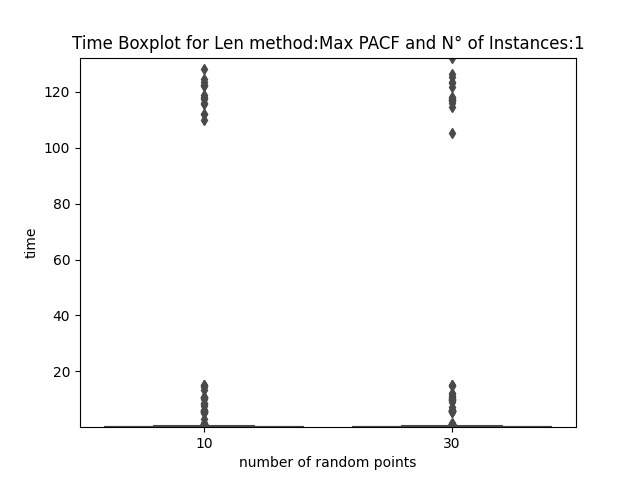 Time Boxplot for Len method:Max PACF and N° of Instances:1
120
100
80
60
40
20
time
10 30
number of random points